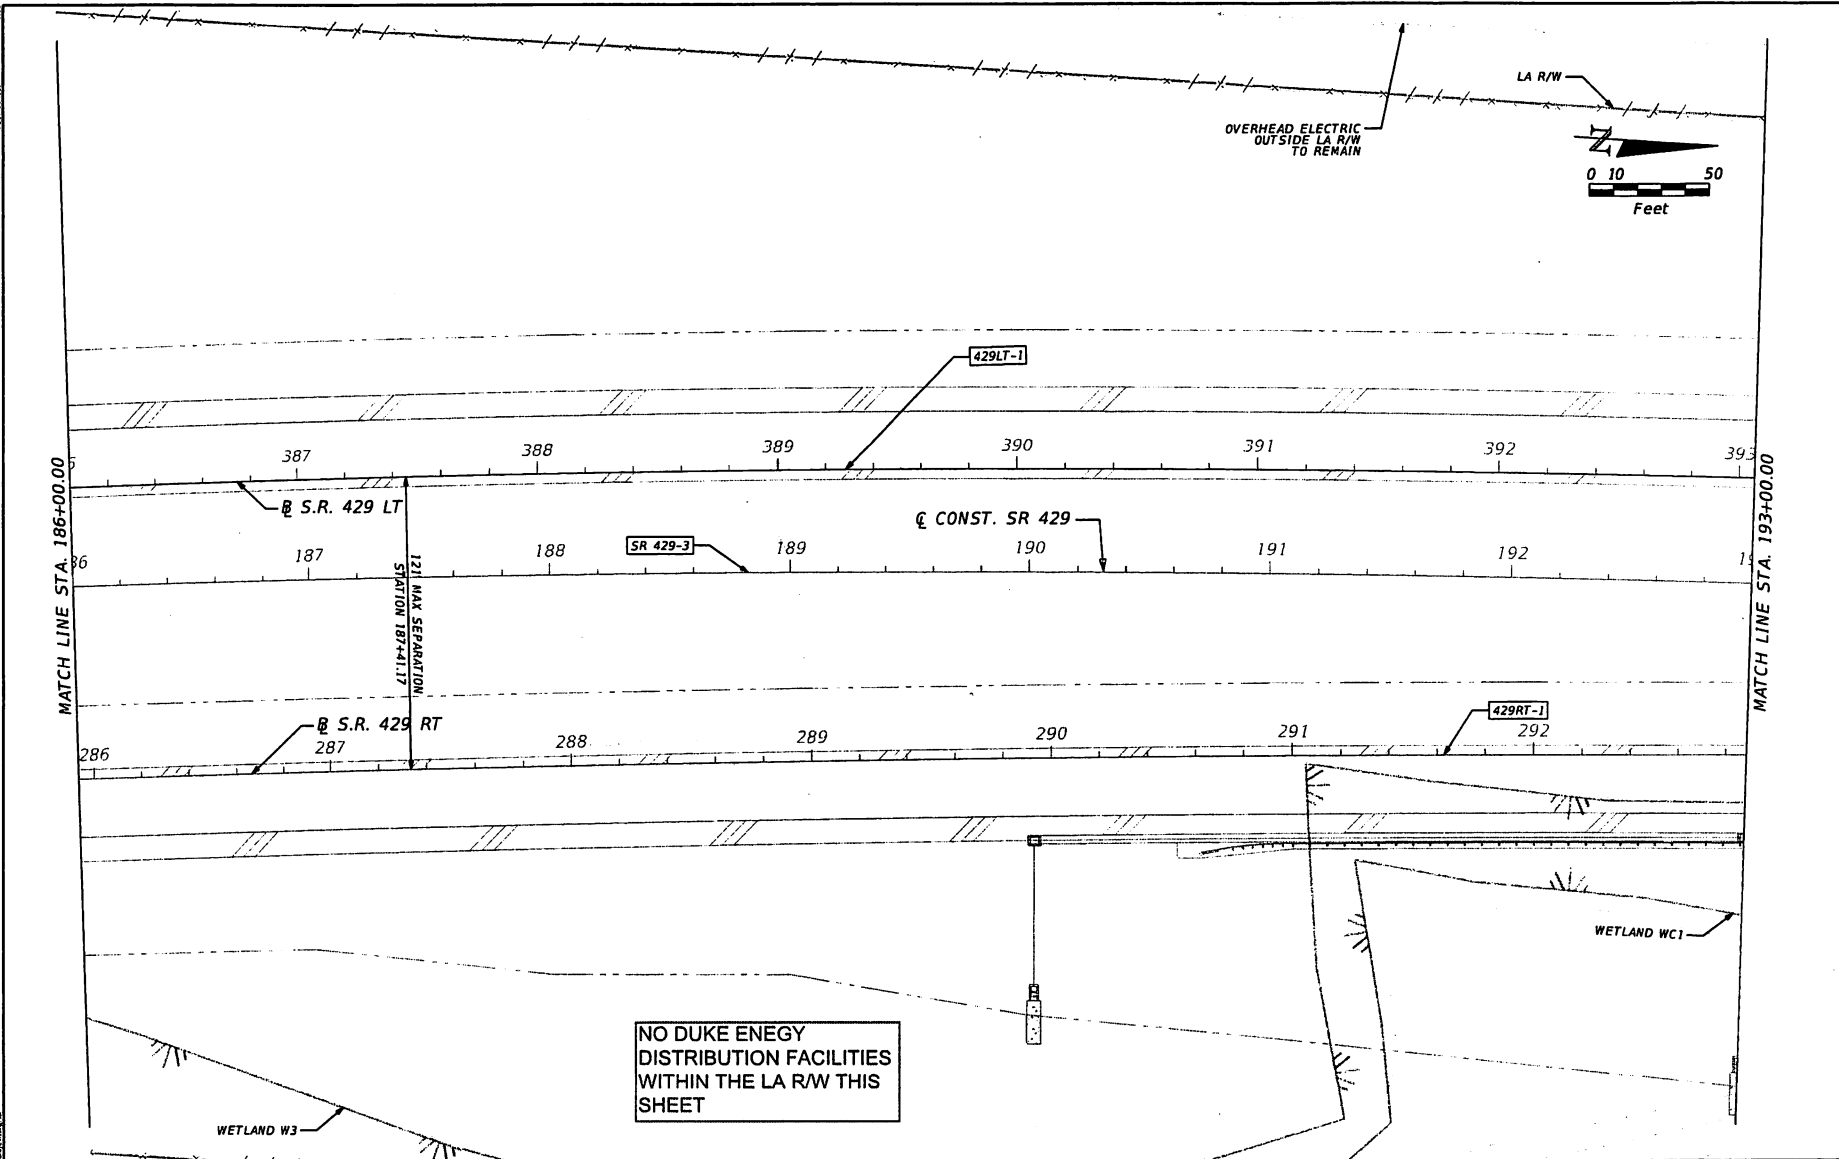 LA R/W
OVERHEAD ELECTRIC
OUTSIDE LA R/W
TO REMAIN
N
0 10 50
Feet
429LT-1
387 388 389 390 391 392 393
MATCH LINE STA. 186+00.00
MATCH LINE STA. 193+00.00
B S.R. 429 LT
CONST. SR 429
SR 429-3
86 187 188 189 190 191 192 19
121' MAX SEPARATION
STATION 187+41.17
B S.R. 429 RT
429RT-1
286 287 288 289 290 291 292
WETLAND WC1
NO DUKE ENEGY
DISTRIBUTION FACILITIES
WITHIN THE LA R/W THIS
SHEET
WETLAND W3